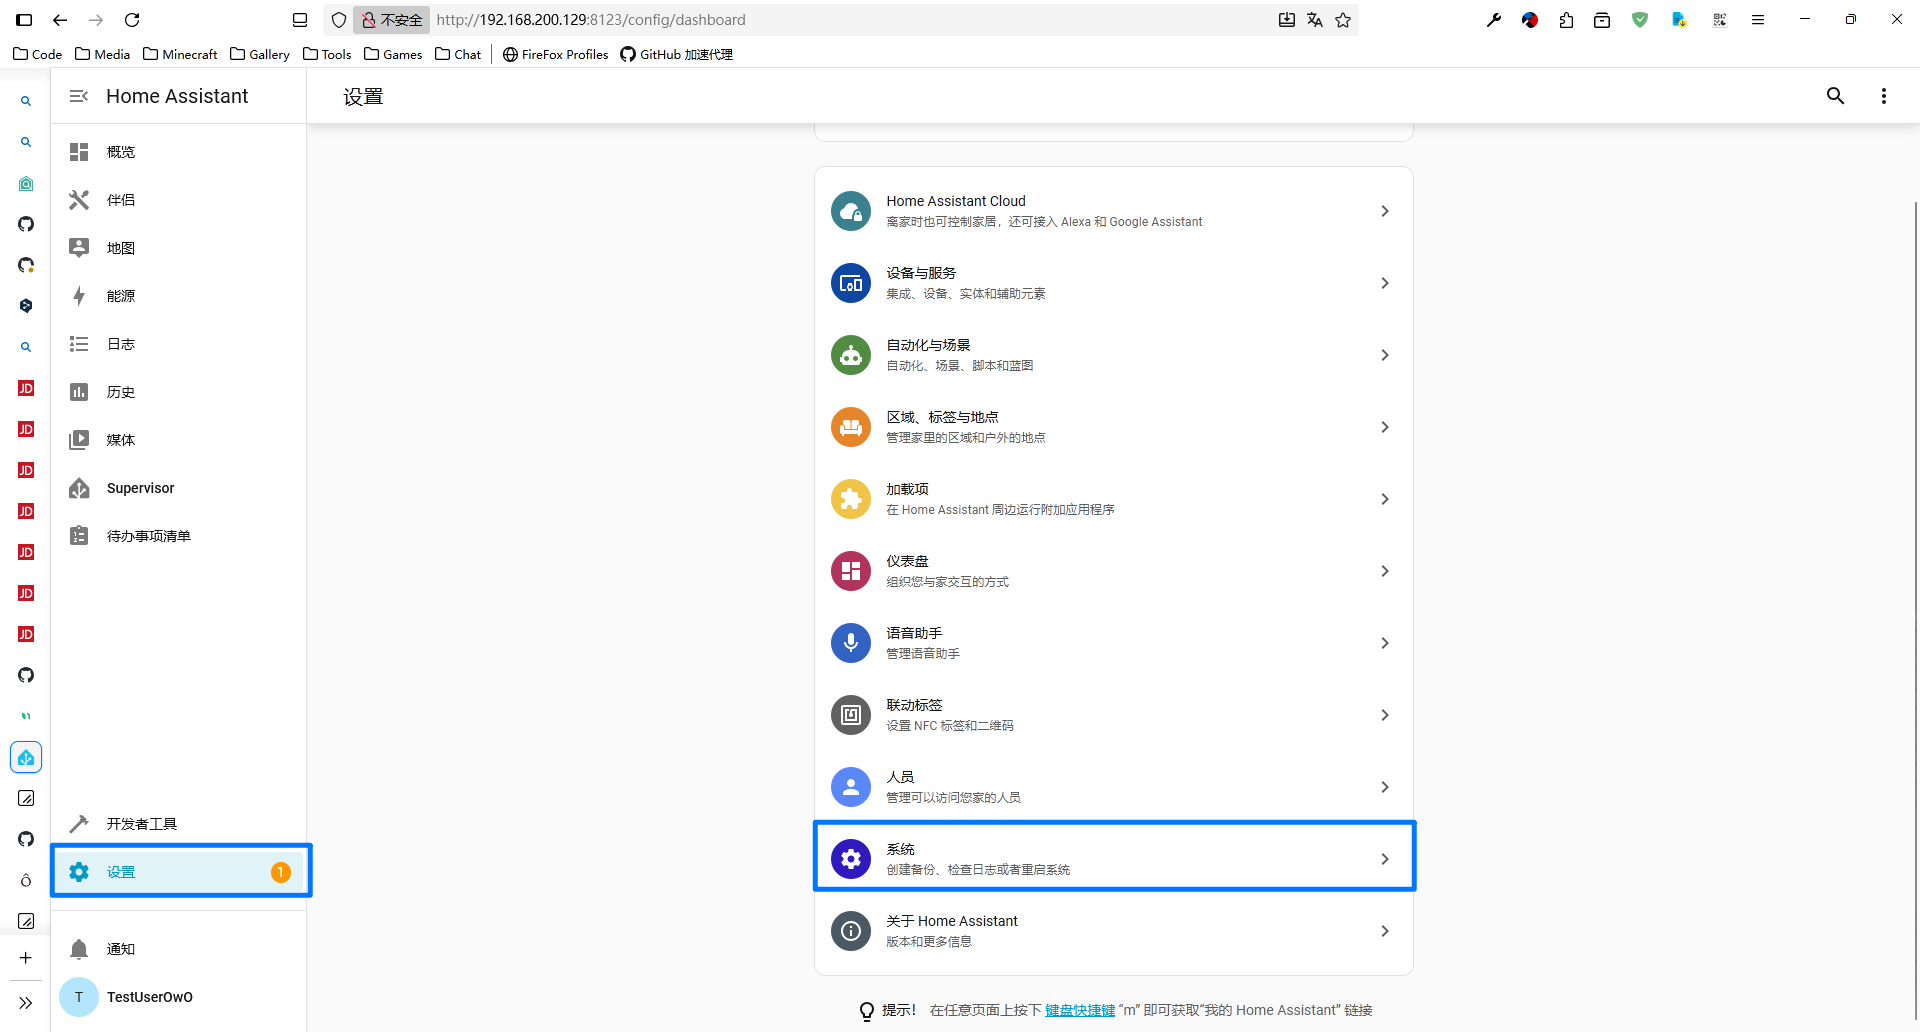 不安全
http://192.168.200.129:8123/config/dashboard
Code
Media
Minecraft
Gallery
Tools
Games
Chat
FireFox Profiles
GitHub 加速代理
Home Assistant
设置
概览
伴侣
地图
能源
日志
历史
媒体
Supervisor
待办事项清单
开发者工具
设置
1
通知
T
TestUserOwO
JD
JD
JD
JD
JD
JD
JD
Home Assistant Cloud
离家时也可控制家居，还可接入 Alexa 和 Google Assistant
设备与服务
集成、设备、实体和辅助元素
自动化与场景
自动化、场景、脚本和蓝图
区域、标签与地点
管理家里的区域和户外的地点
加载项
在 Home Assistant 周边运行附加应用程序
仪表盘
组织您与家交互的方式
语音助手
管理语音助手
联动标签
设置 NFC 标签和二维码
人员
管理可以访问您家的人员
系统
创建备份、检查日志或者重启系统
关于 Home Assistant
版本和更多信息
提示！ 在任意页面上按下 键盘快捷键 “m” 即可获取“我的 Home Assistant” 链接